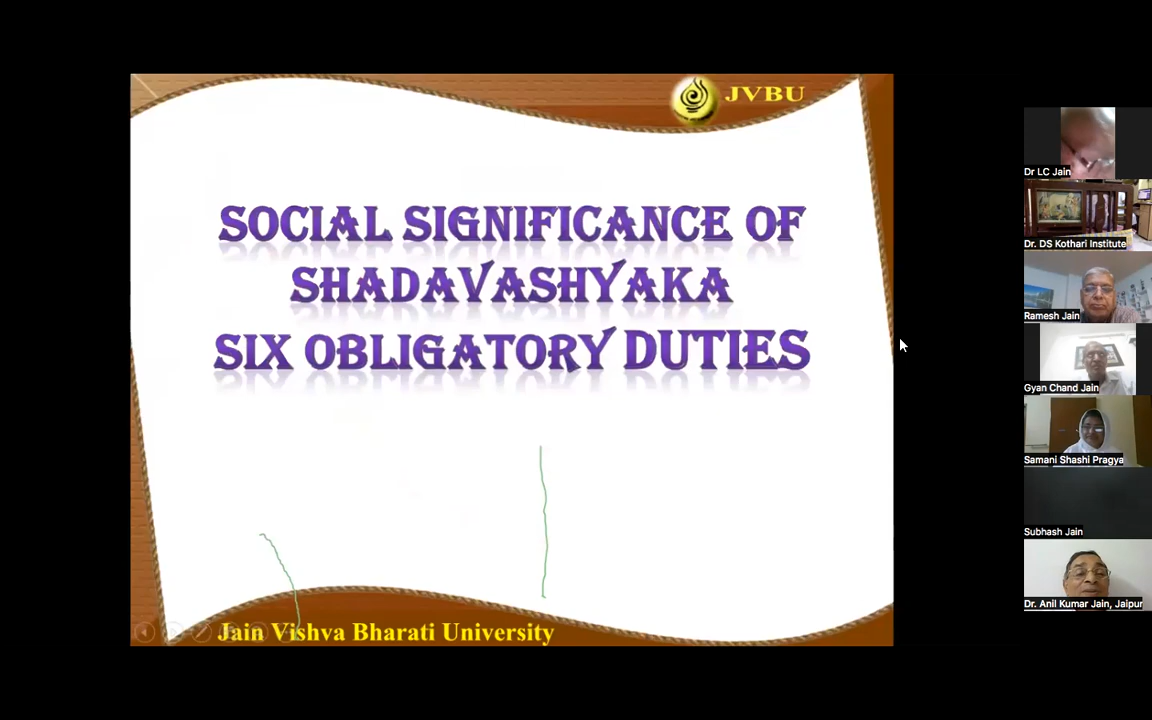 JVBU
SOCIAL SIGNIFICANCE OF
SHADAVASHYAKA
SIX OBLIGATORY DUTIES
Jain Vishva Bharati University
Dr LC Jain
Dr. DS Kothari Institute
Ramesh Jain
Gyan Chand Jain
Samani Shashi Pragya
Subhash Jain
Dr. Anil Kumar Jain, Jaipur